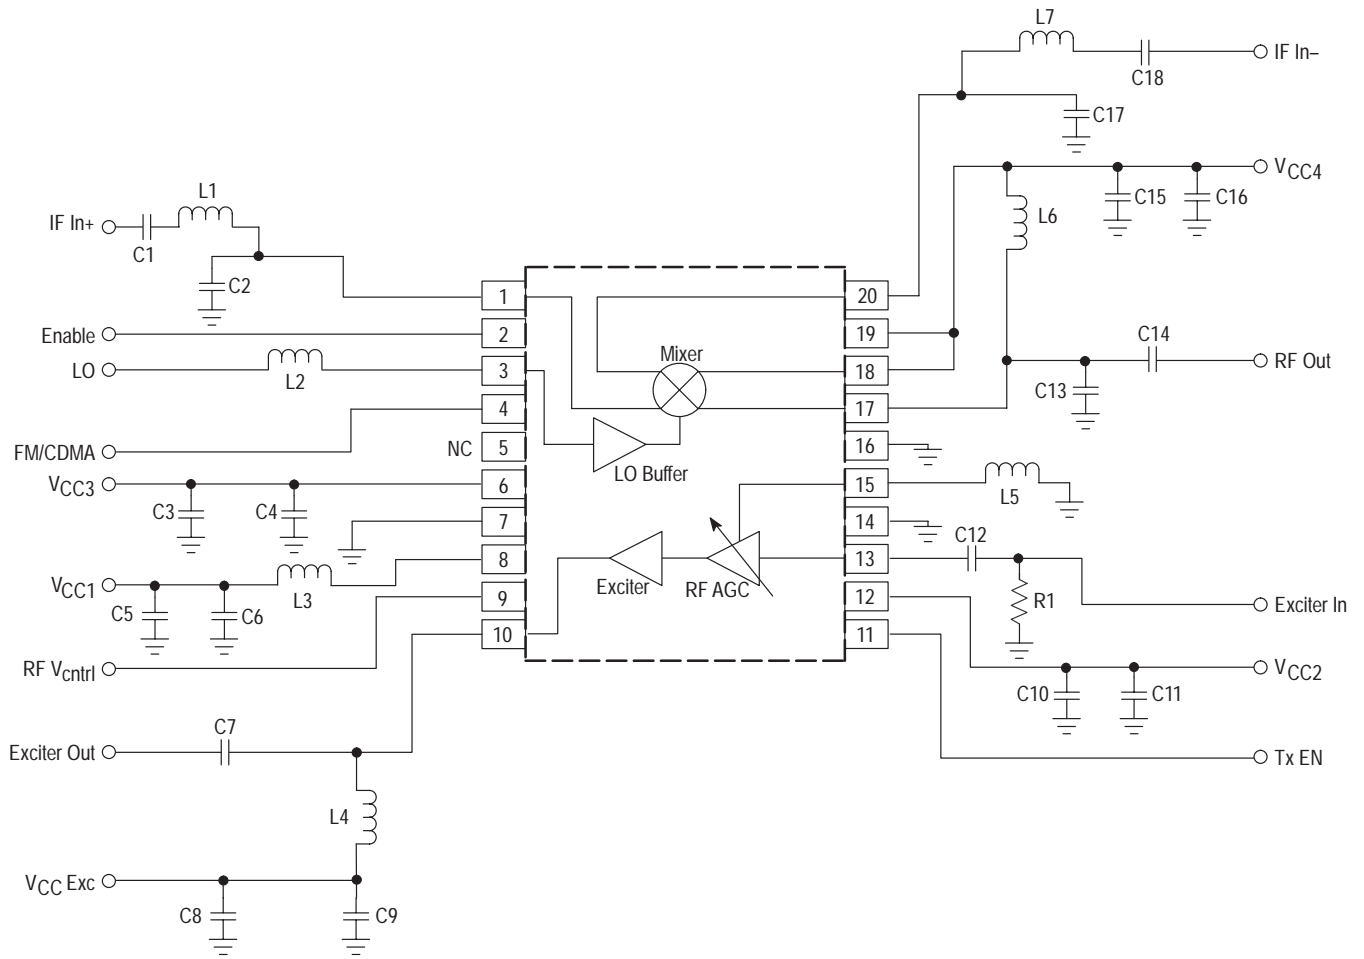 L7
IF In–
C18
C17
VCC4
L1
C15
C16
IF In+
L6
C1
C2
1
20
Enable
2
19
C14
Mixer
LO
L2
3
18
RF Out
C13
4
17
FM/CDMA
NC
5
16
LO Buffer
VCC3
6
15
L5
C3
C4
7
14
C12
8
13
VCC1
L3
Exciter
RF AGC
C5
C6
9
12
R1
Exciter In
10
11
RF Vcntrl
VCC2
C10
C11
C7
Exciter Out
Tx EN
L4
VCC Exc
C8
C9